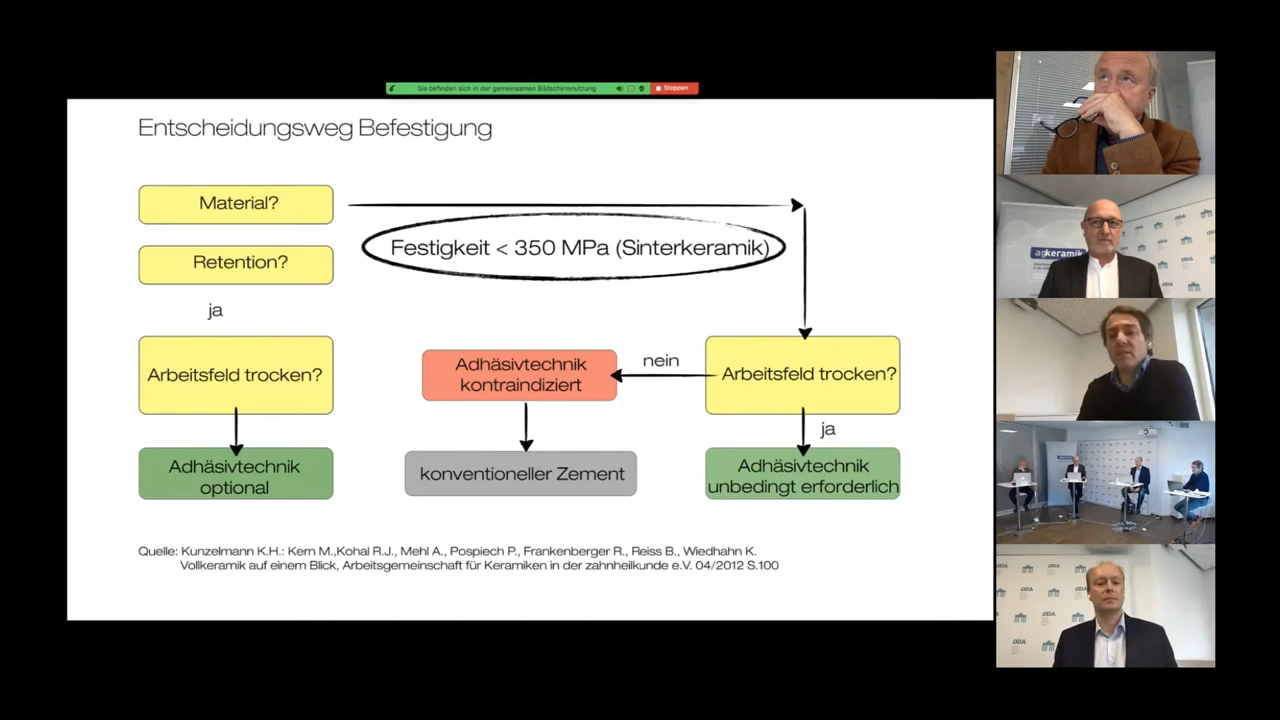 Sie befinden sich in der gemeinsamen Bildschirmnutzung
Stoppen
Entscheidungsweg Befestigung
Material?
Festigkeit < 350 MPa (Sinterkeramik)
Retention?
ja
Arbeitsfeld trocken?
Adhäsivtechnik
kontraindiziert
nein
Arbeitsfeld trocken?
ja
Adhäsivtechnik
optional
konventioneller Zement
Adhäsivtechnik
unbedingt erforderlich
Quelle: Kunzelmann K.H.: Kern M.,Kohal R.J., Mehl A., Pospiech P., Frankenberger R., Reiss B., Wiedhahn K.
Vollkeramik auf einem Blick, Arbeitsgemeinschaft für Keramiken in der zahnheilkunde e.V. 04/2012 S.100
agkeramik